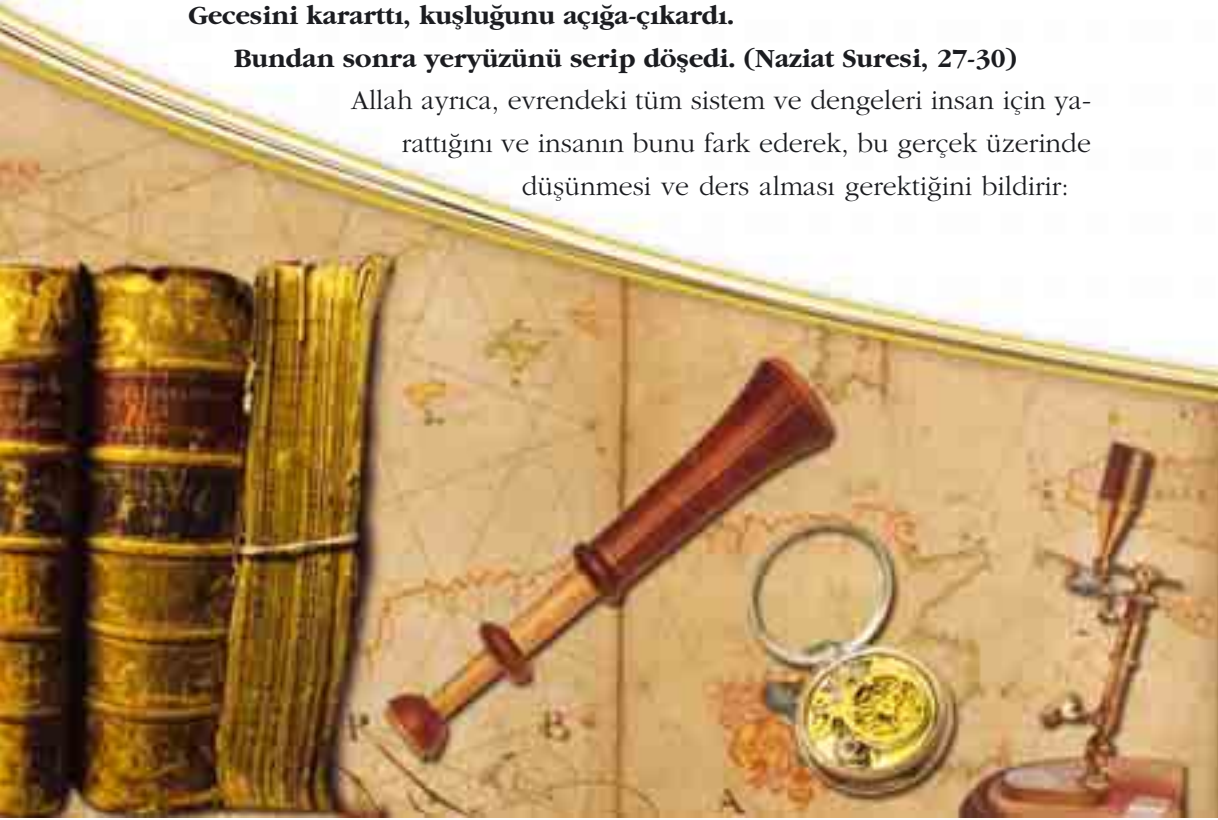 Gecesini kararttı, kuşluğunu açığa-çıkardı.
Bundan sonra yeryüzünü serip döşedi. (Naziat Suresi, 27-30)
Allah ayrıca, evrendeki tüm sistem ve dengeleri insan için ya-
rattığını ve insanın bunu fark ederek, bu gerçek üzerinde
düşünmesi ve ders alması gerektiğini bildirir:
P
B
A